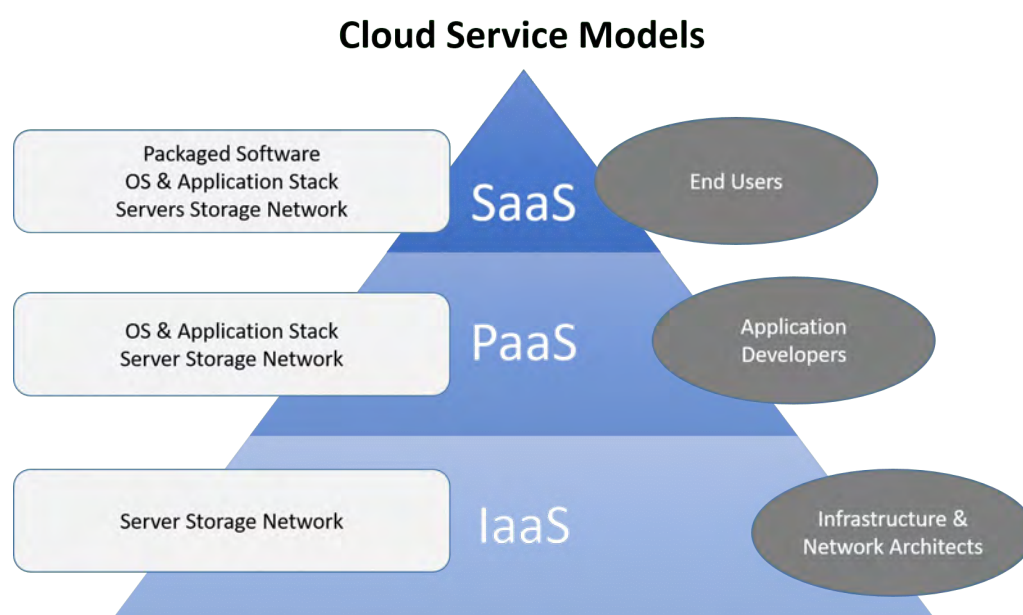 Cloud Service Models
Packaged Software
OS & Application Stack
Servers Storage Network
SaaS
End Users
OS & Application Stack
Server Storage Network
PaaS
Application
Developers
Server Storage Network
IaaS
Infrastructure &
Network Architects